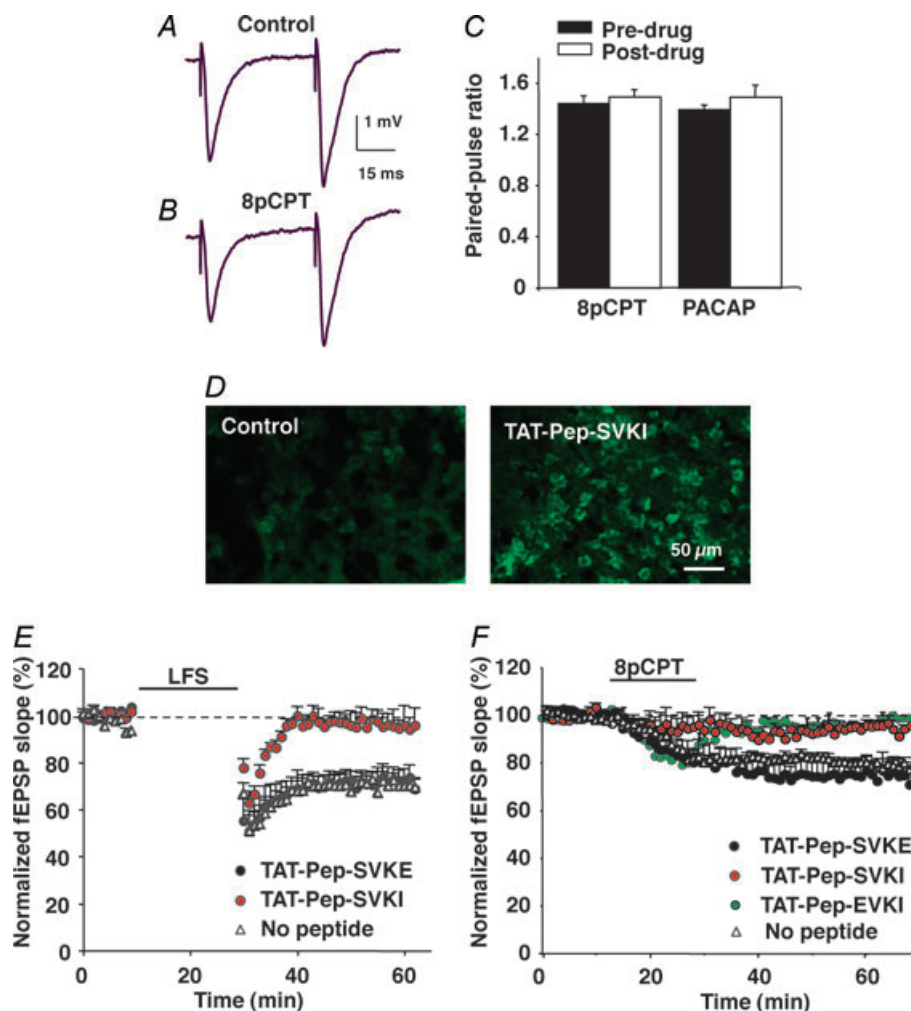 A
Control
1 mV
15 ms
B
8pCPT
C
Pre-drug
Post-drug
Paired-pulse ratio
1.6
1.2
0.8
0.4
0
8pCPT
PACAP
D
Control
TAT-Pep-SVKI
50 µm
E
Normalized fEPSP slope (%)
120
100
80
60
40
20
0
LFS
TAT-Pep-SVKE
TAT-Pep-SVKI
No peptide
0
20
40
60
Time (min)
F
Normalized fEPSP slope (%)
120
100
80
60
40
20
0
8pCPT
TAT-Pep-SVKE
TAT-Pep-SVKI
TAT-Pep-EVKI
No peptide
0
20
40
60
Time (min)